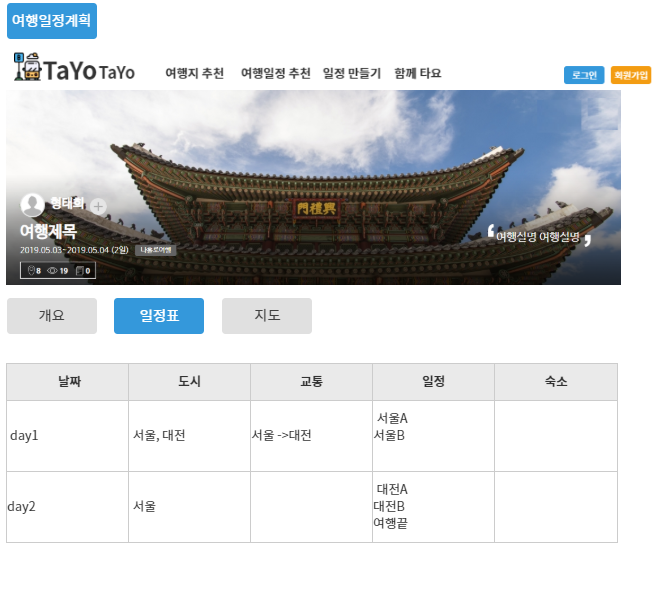 여행일정계획
TaYo TaYo
여행지 추천 여행일정 추천 일정 만들기 함께 타요
로그인 회원가입
興禮門
형태희
여행제목
2019.05.03~2019.05.04 (2일) 나홀로여행
8 19 0
❛여행설명 여행설명❜
개요 일정표 지도
날짜 도시 교통 일정 숙소
day1 서울, 대전 서울 ->대전 서울A
서울B
day2 서울 대전A
대전B
여행끝